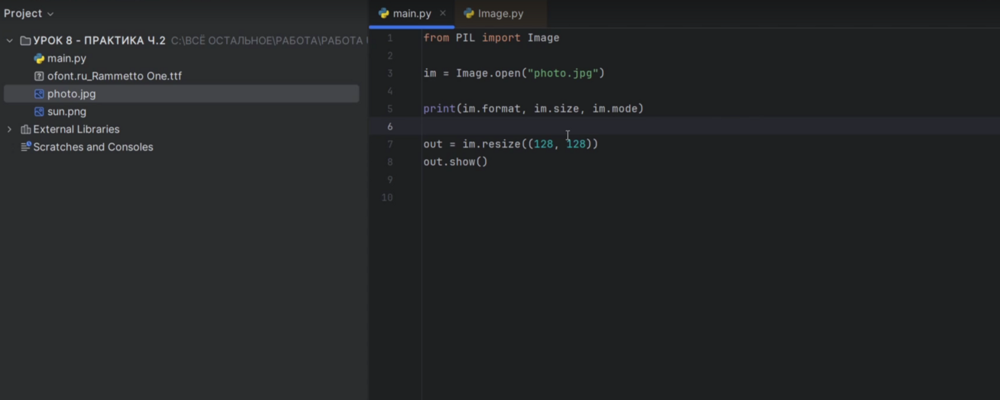 Project
УРОК 8 - ПРАКТИКА Ч.2 C:\ВСЁ ОСТАЛЬНОЕ\РАБОТА\РАБОТА
main.py
ofont.ru_Rammetto One.ttf
photo.jpg
sun.png
External Libraries
Scratches and Consoles
main.py × Image.py
1 from PIL import Image
2
3 im = Image.open("photo.jpg")
4
5 print(im.format, im.size, im.mode)
6
7 out = im.resize((128, 128))
8 out.show()
9
10